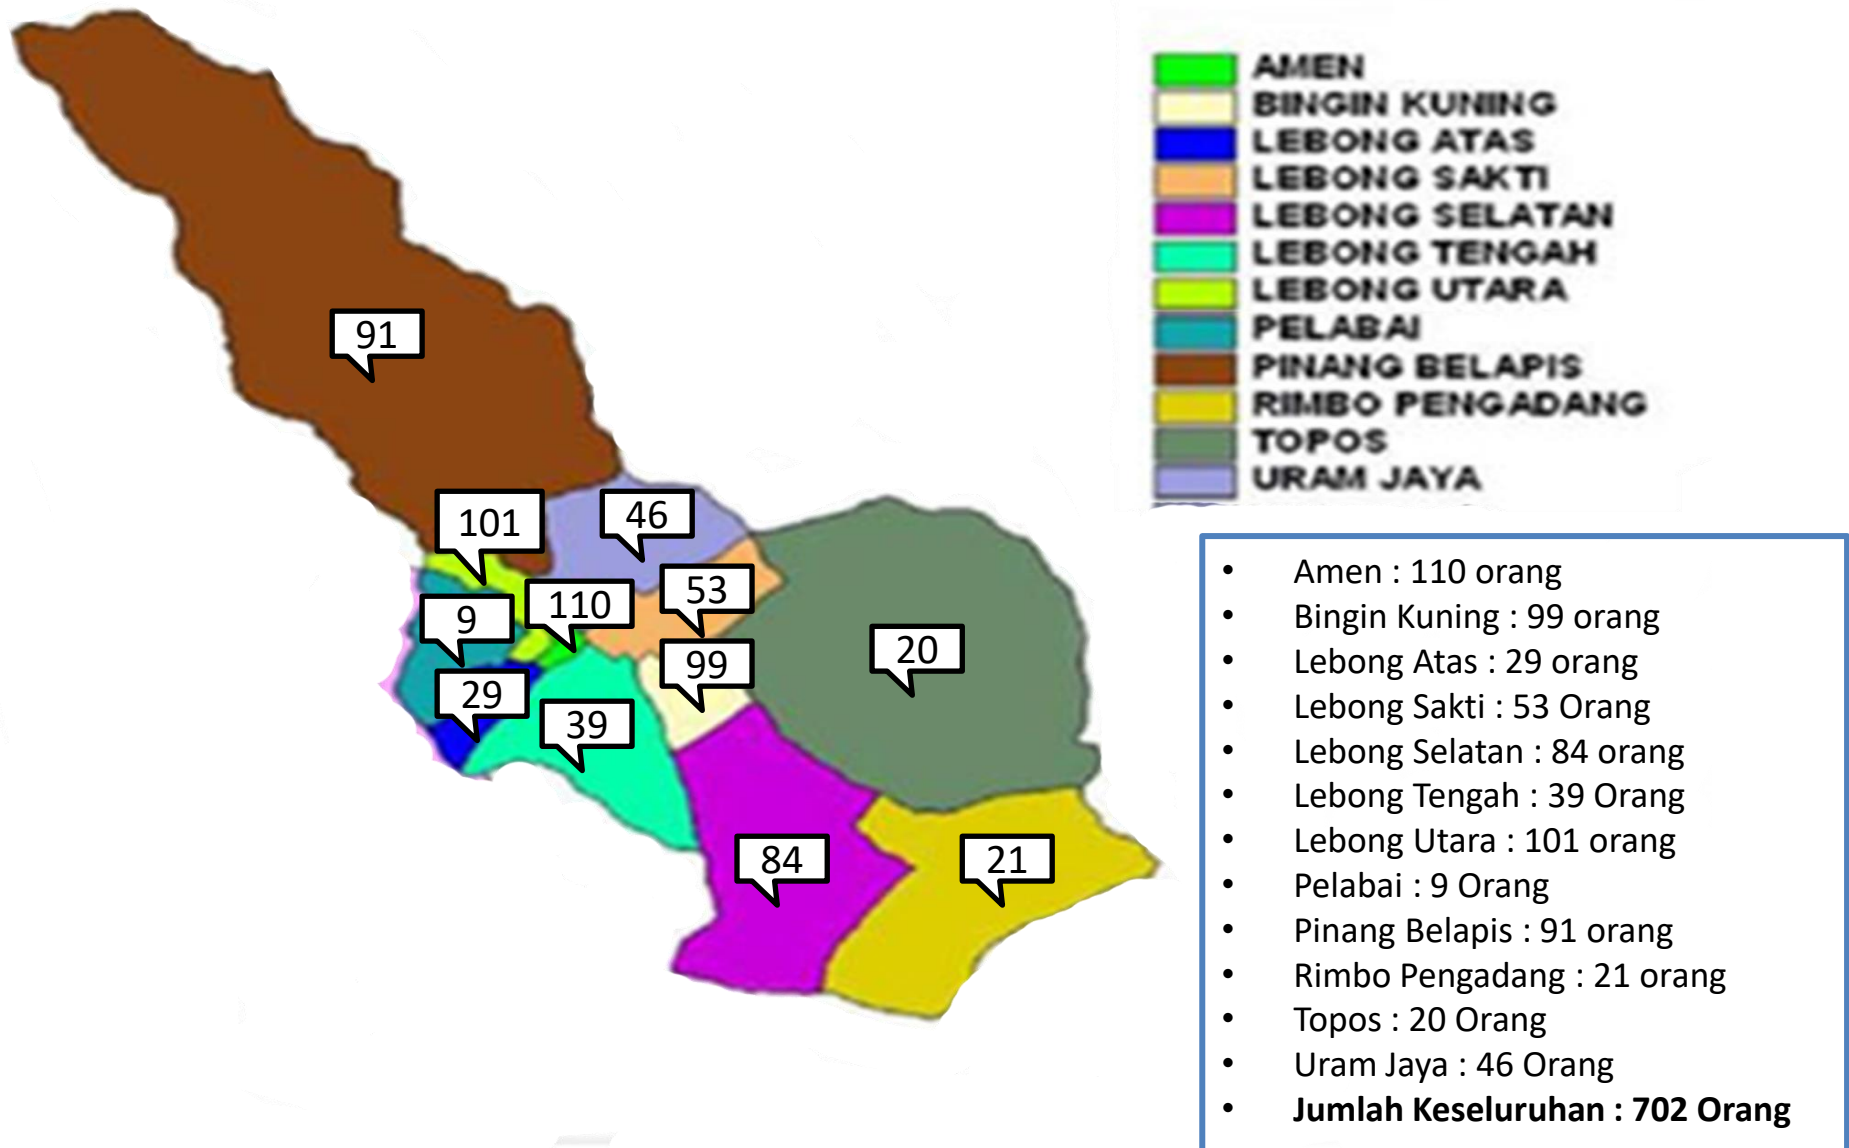 91
101
46
9
110
53
29
39
99
20
84
21
AMEN
BINGIN KUNING
LEBONG ATAS
LEBONG SAKTI
LEBONG SELATAN
LEBONG TENGAH
LEBONG UTARA
PELABAI
PINANG BELAPIS
RIMBO PENGADANG
TOPOS
URAM JAYA
• Amen : 110 orang
• Bingin Kuning : 99 orang
• Lebong Atas : 29 orang
• Lebong Sakti : 53 Orang
• Lebong Selatan : 84 orang
• Lebong Tengah : 39 Orang
• Lebong Utara : 101 orang
• Pelabai : 9 Orang
• Pinang Belapis : 91 orang
• Rimbo Pengadang : 21 orang
• Topos : 20 Orang
• Uram Jaya : 46 Orang
• Jumlah Keseluruhan : 702 Orang